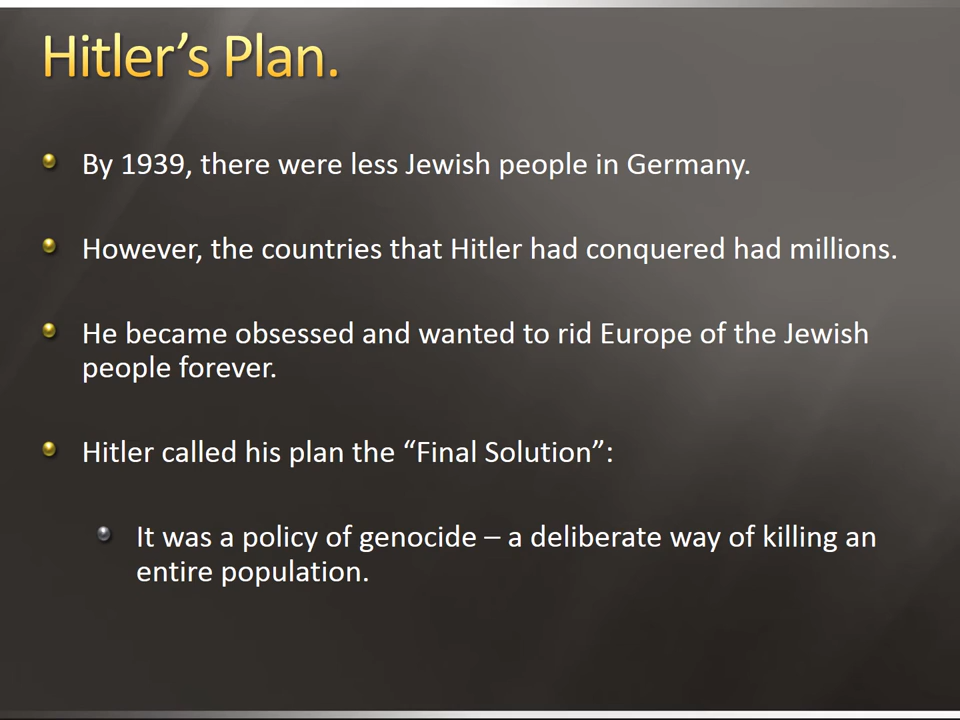 Hitler’s Plan.
By 1939, there were less Jewish people in Germany.
However, the countries that Hitler had conquered had millions.
He became obsessed and wanted to rid Europe of the Jewish
people forever.
Hitler called his plan the “Final Solution”:
It was a policy of genocide – a deliberate way of killing an
entire population.